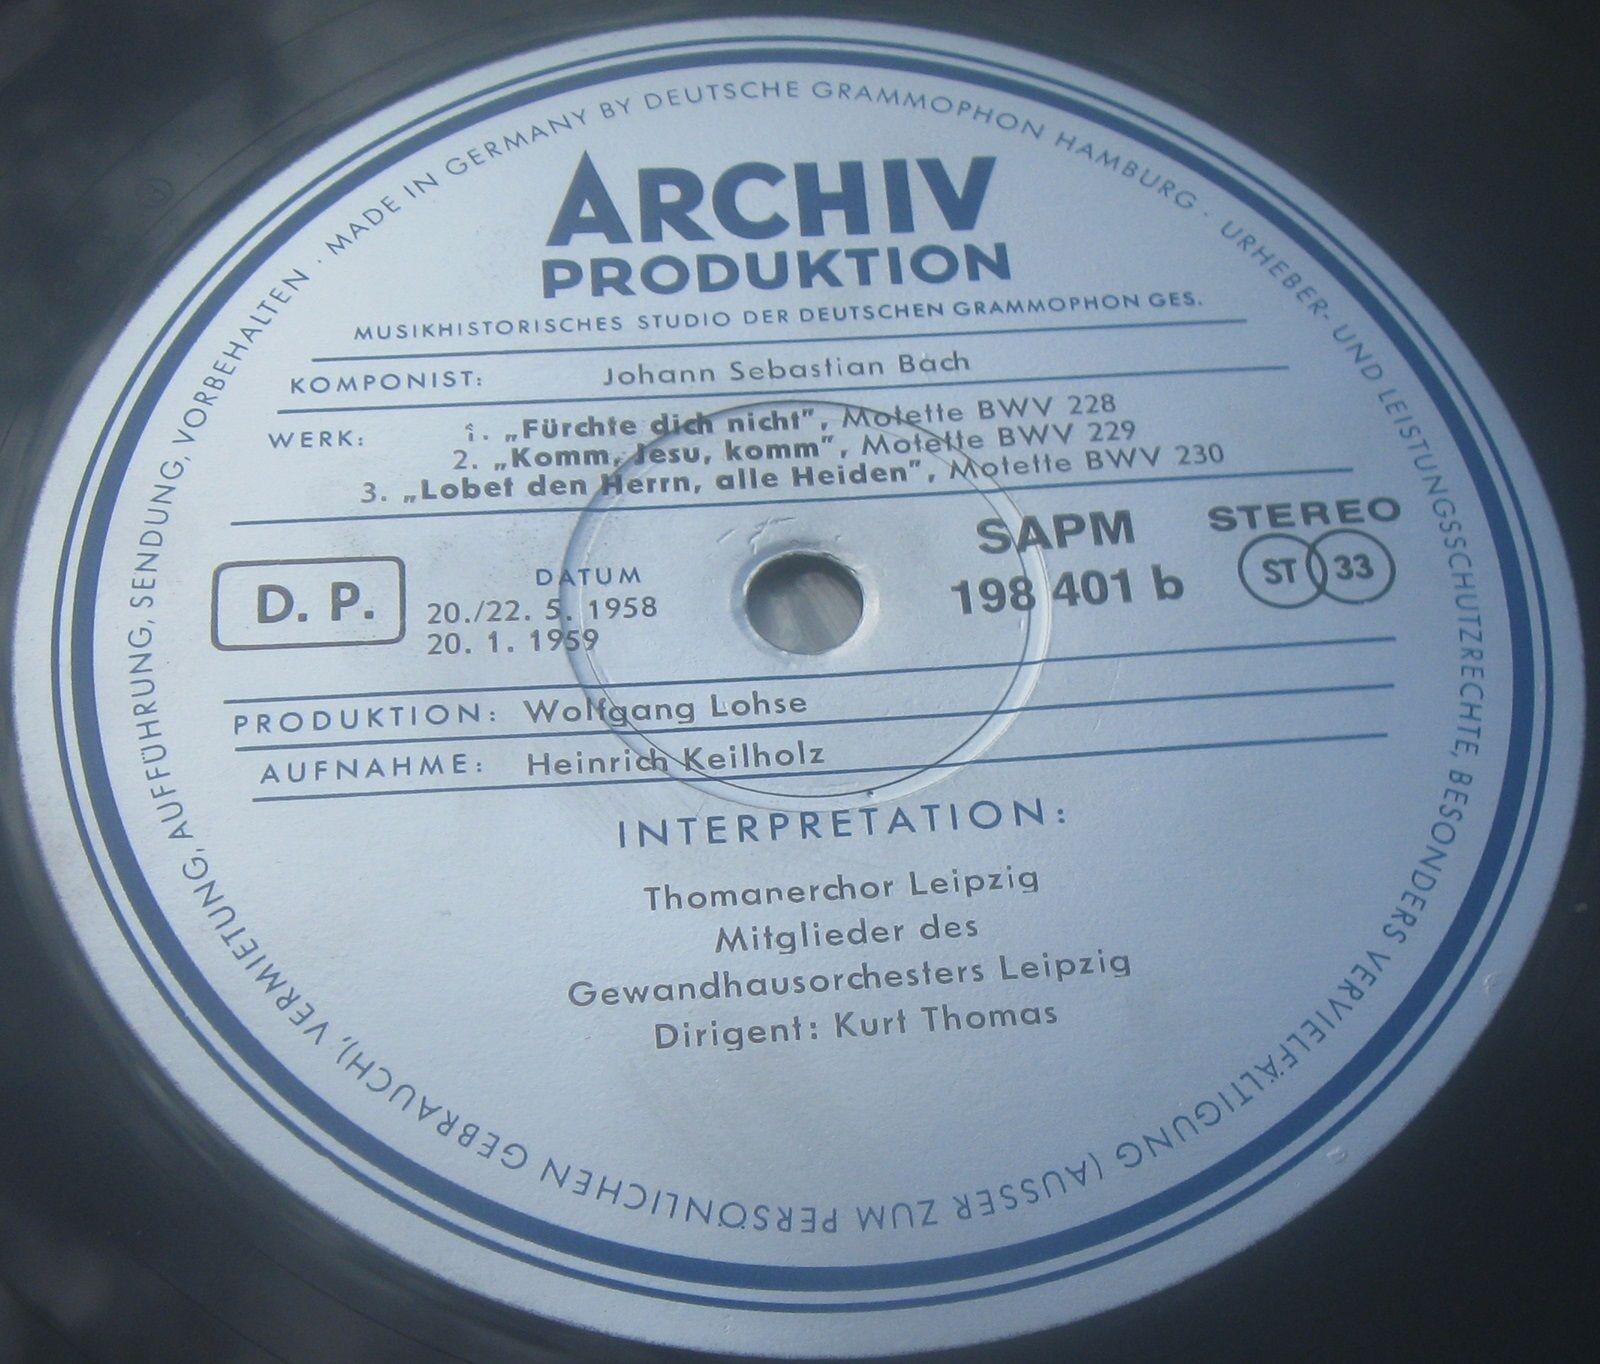 MADE IN GERMANY BY DEUTSCHE GRAMMOPHON HAMBURG · URHEBER- UND LEISTUNGSSCHUTZRECHTE, BESONDERS VERVIELFÄLTIGUNG (AUSSER ZUM PERSÖNLICHEN GEBRAUCH), VERMIETUNG, AUFFÜHRUNG, SENDUNG, VORBEHALTEN ·
ARCHIV
PRODUKTION
MUSIKHISTORISCHES STUDIO DER DEUTSCHEN GRAMMOPHON GES.
KOMPONIST: Johann Sebastian Bach
WERK: 1. „Fürchte dich nicht", Motette BWV 228
2. „Komm, Jesu, komm", Motette BWV 229
3. „Lobet den Herrn, alle Heiden", Motette BWV 230
D. P.
DATUM
20./22. 5. 1958
20. 1. 1959
SAPM
198 401 b
STEREO
ST 33
PRODUKTION: Wolfgang Lohse
AUFNAHME: Heinrich Keilholz
INTERPRETATION:
Thomanerchor Leipzig
Mitglieder des
Gewandhausorchesters Leipzig
Dirigent: Kurt Thomas